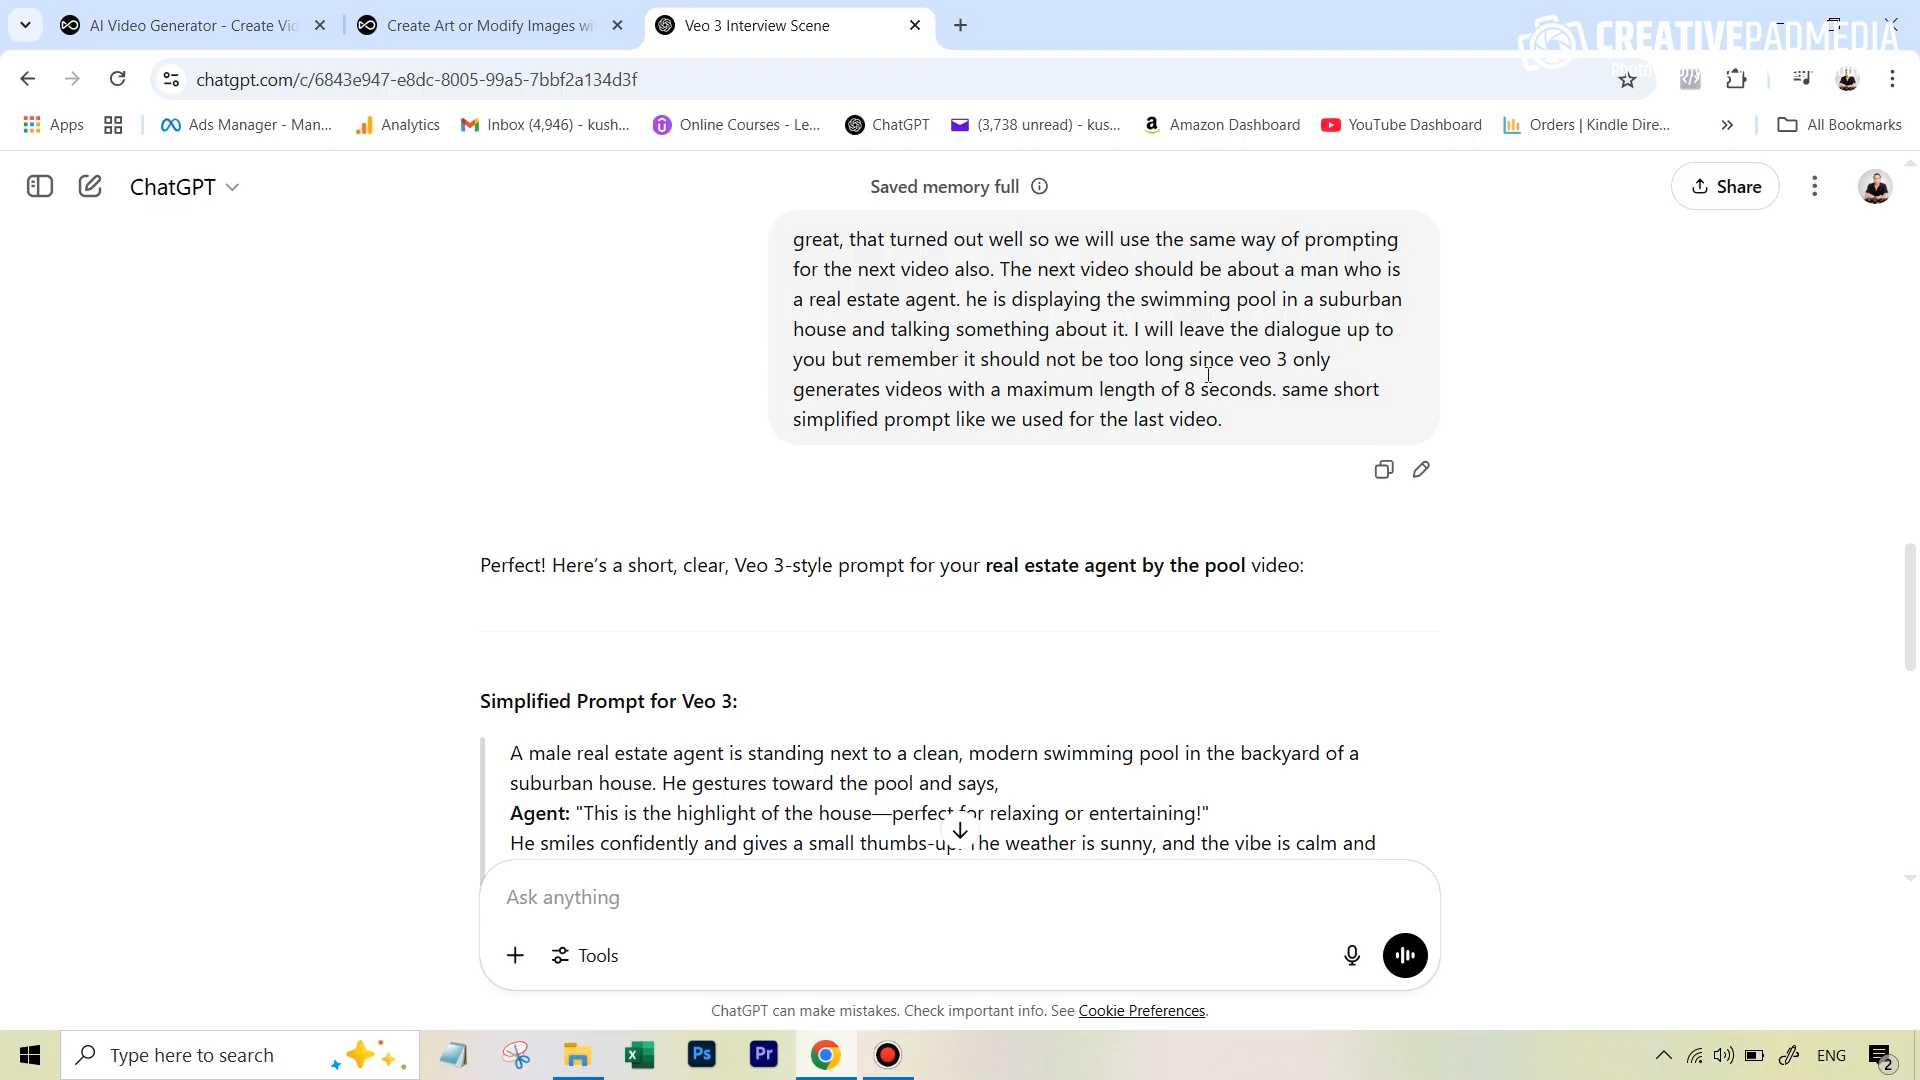 AI Video Generator - Create Vid
Create Art or Modify Images wi
Veo 3 Interview Scene
CREATIVEPADMEDIA
chatgpt.com/c/6843e947-e8dc-8005-99a5-7bbf2a134d3f
Apps
Ads Manager - Man...
Analytics
Inbox (4,946) - kush...
Online Courses - Le...
ChatGPT
(3,738 unread) - kus...
Amazon Dashboard
YouTube Dashboard
Orders | Kindle Dire...
All Bookmarks
ChatGPT
Saved memory full
Share
great, that turned out well so we will use the same way of prompting
for the next video also. The next video should be about a man who is
a real estate agent. he is displaying the swimming pool in a suburban
house and talking something about it. I will leave the dialogue up to
you but remember it should not be too long since veo 3 only
generates videos with a maximum length of 8 seconds. same short
simplified prompt like we used for the last video.
Perfect! Here’s a short, clear, Veo 3-style prompt for your real estate agent by the pool video:
Simplified Prompt for Veo 3:
A male real estate agent is standing next to a clean, modern swimming pool in the backyard of a
suburban house. He gestures toward the pool and says,
Agent: "This is the highlight of the house—perfect for relaxing or entertaining!"
He smiles confidently and gives a small thumbs-up. The weather is sunny, and the vibe is calm and
Ask anything
Tools
ChatGPT can make mistakes. Check important info. See Cookie Preferences.
Type here to search
Ps
Pr
ENG
2